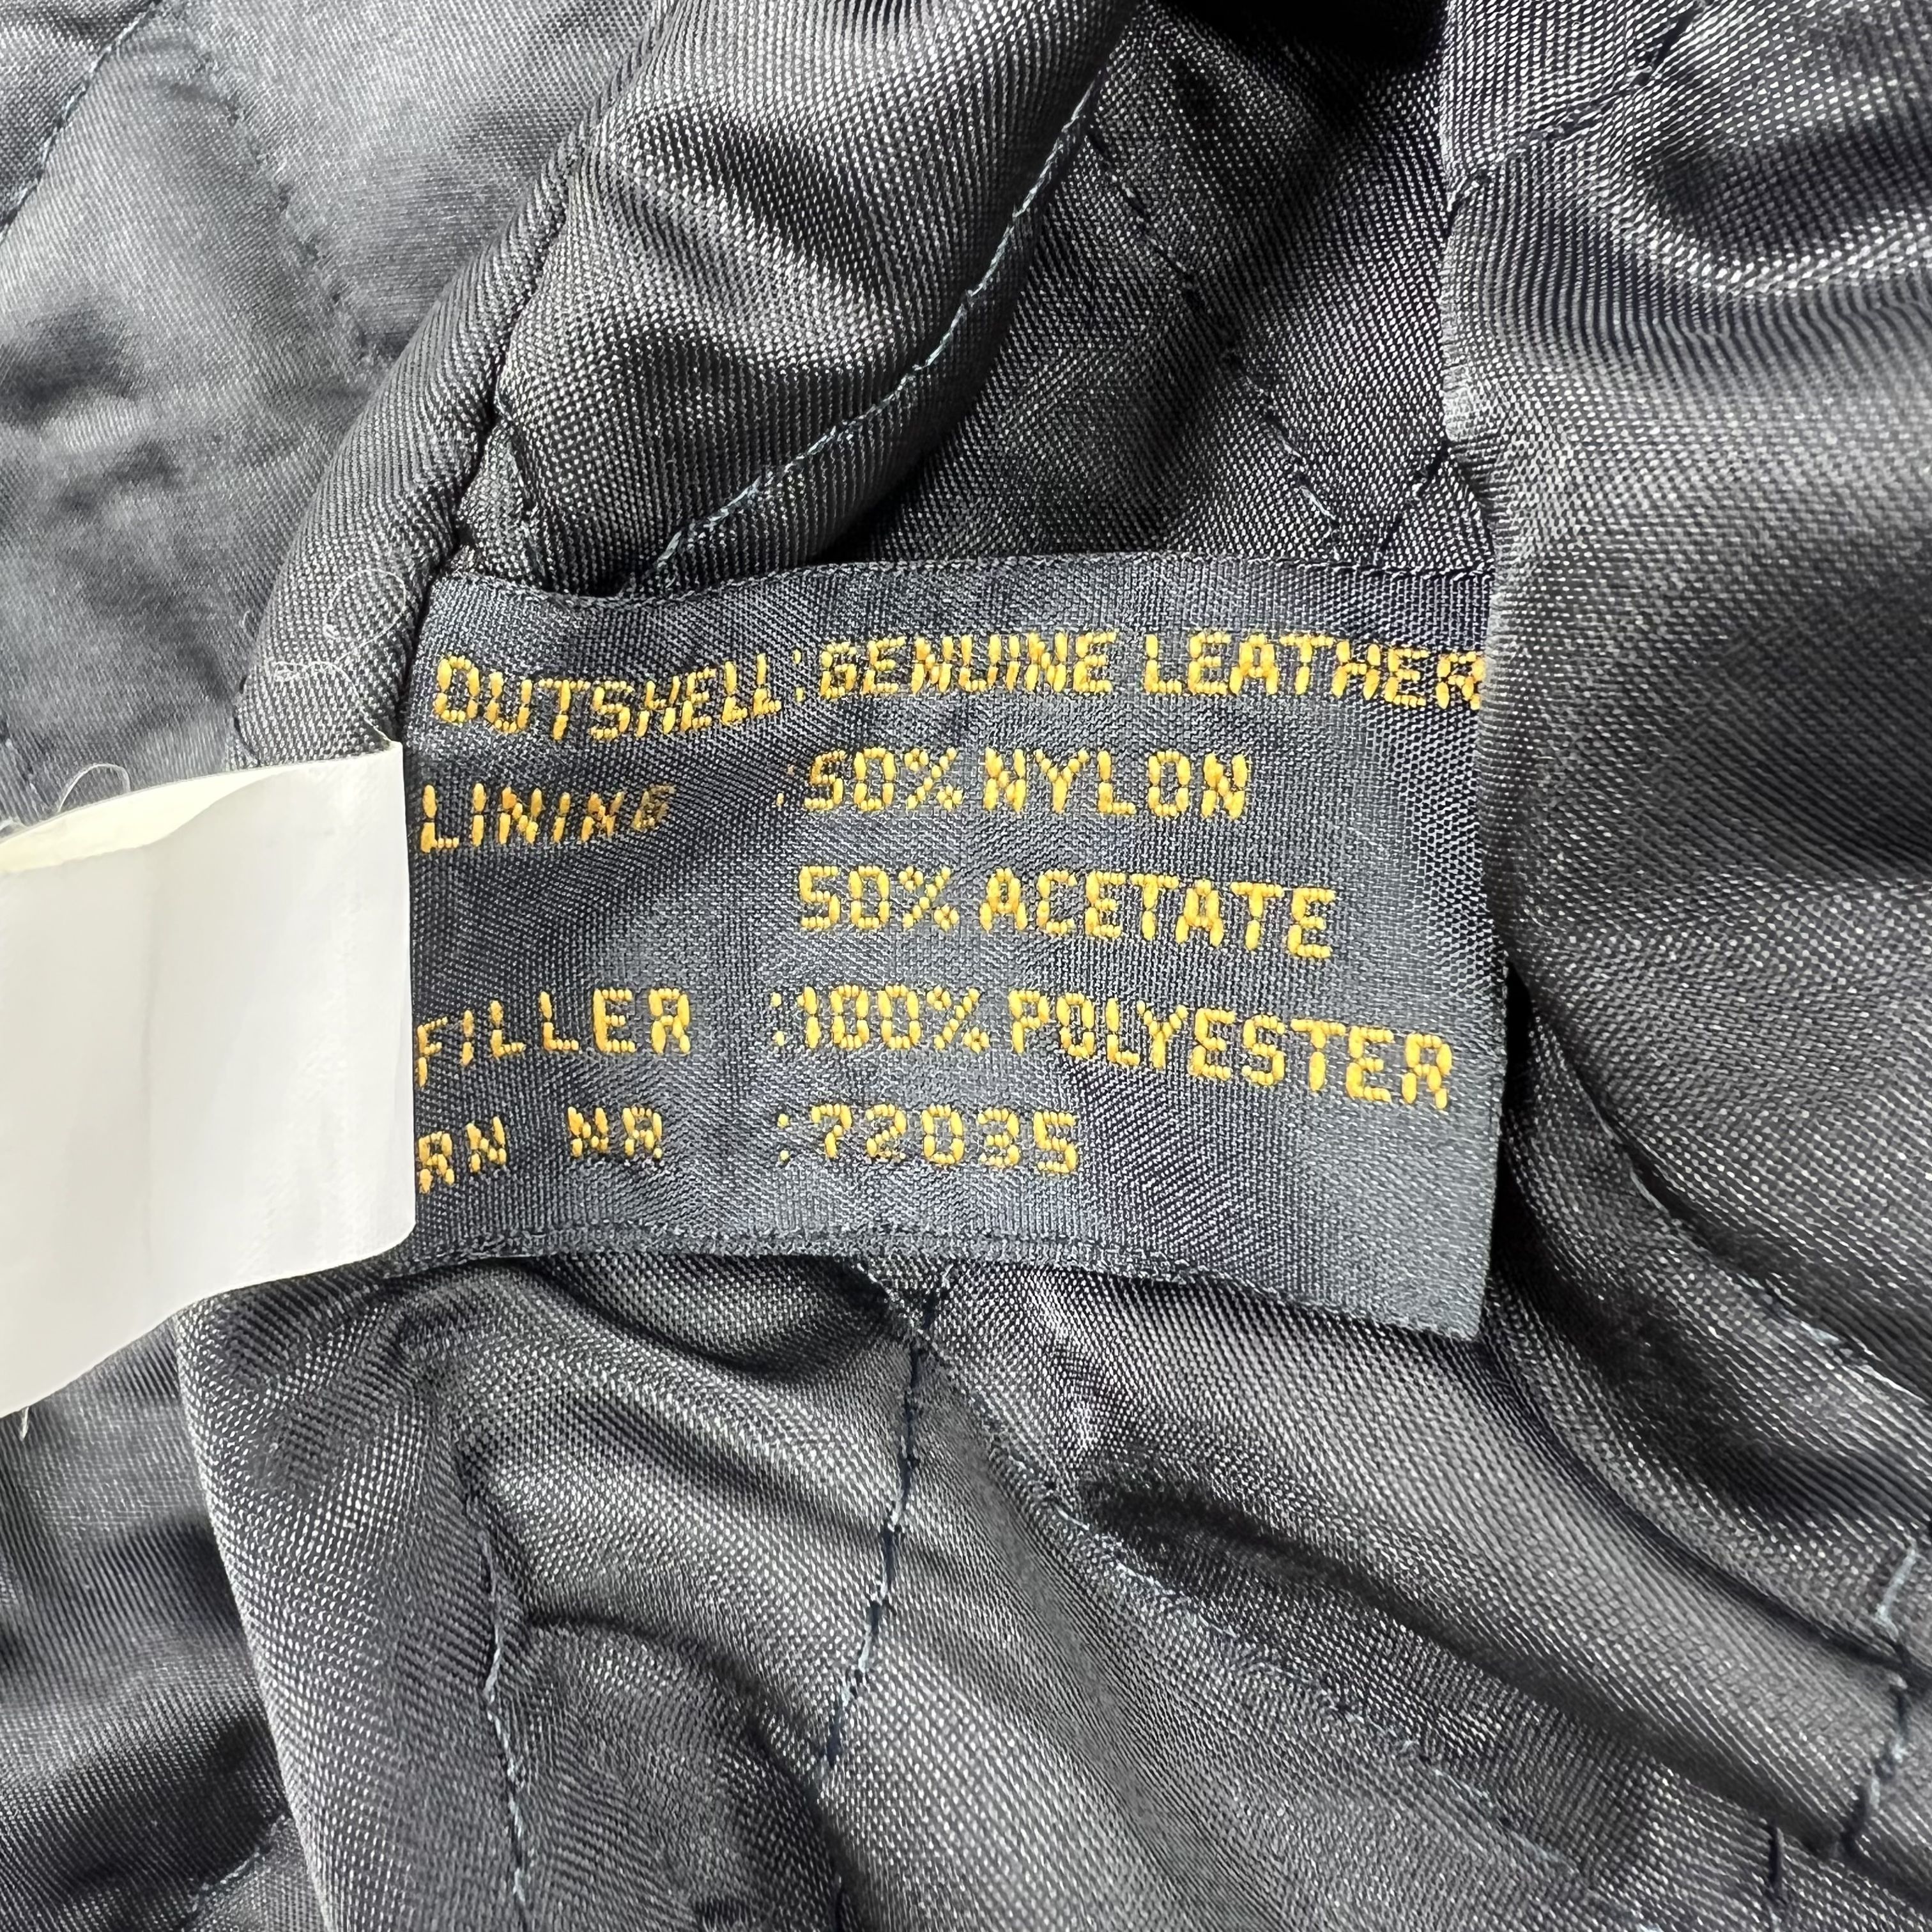 OUTSHELL:GENUINE LEATHER
LINING :50% NYLON
50% ACETATE
FILLER :100% POLYESTER
RN NR :72035